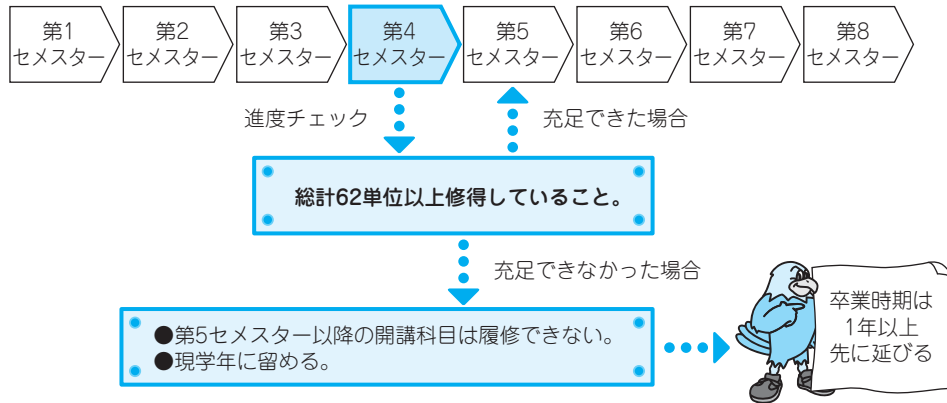 第1
セメスター
第2
セメスター
第3
セメスター
第4
セメスター
第5
セメスター
第6
セメスター
第7
セメスター
第8
セメスター
進度チェック
充足できた場合
総計62単位以上修得していること。
充足できなかった場合
●第5セメスター以降の開講科目は履修できない。
●現学年に留める。
卒業時期は
1年以上
先に延びる